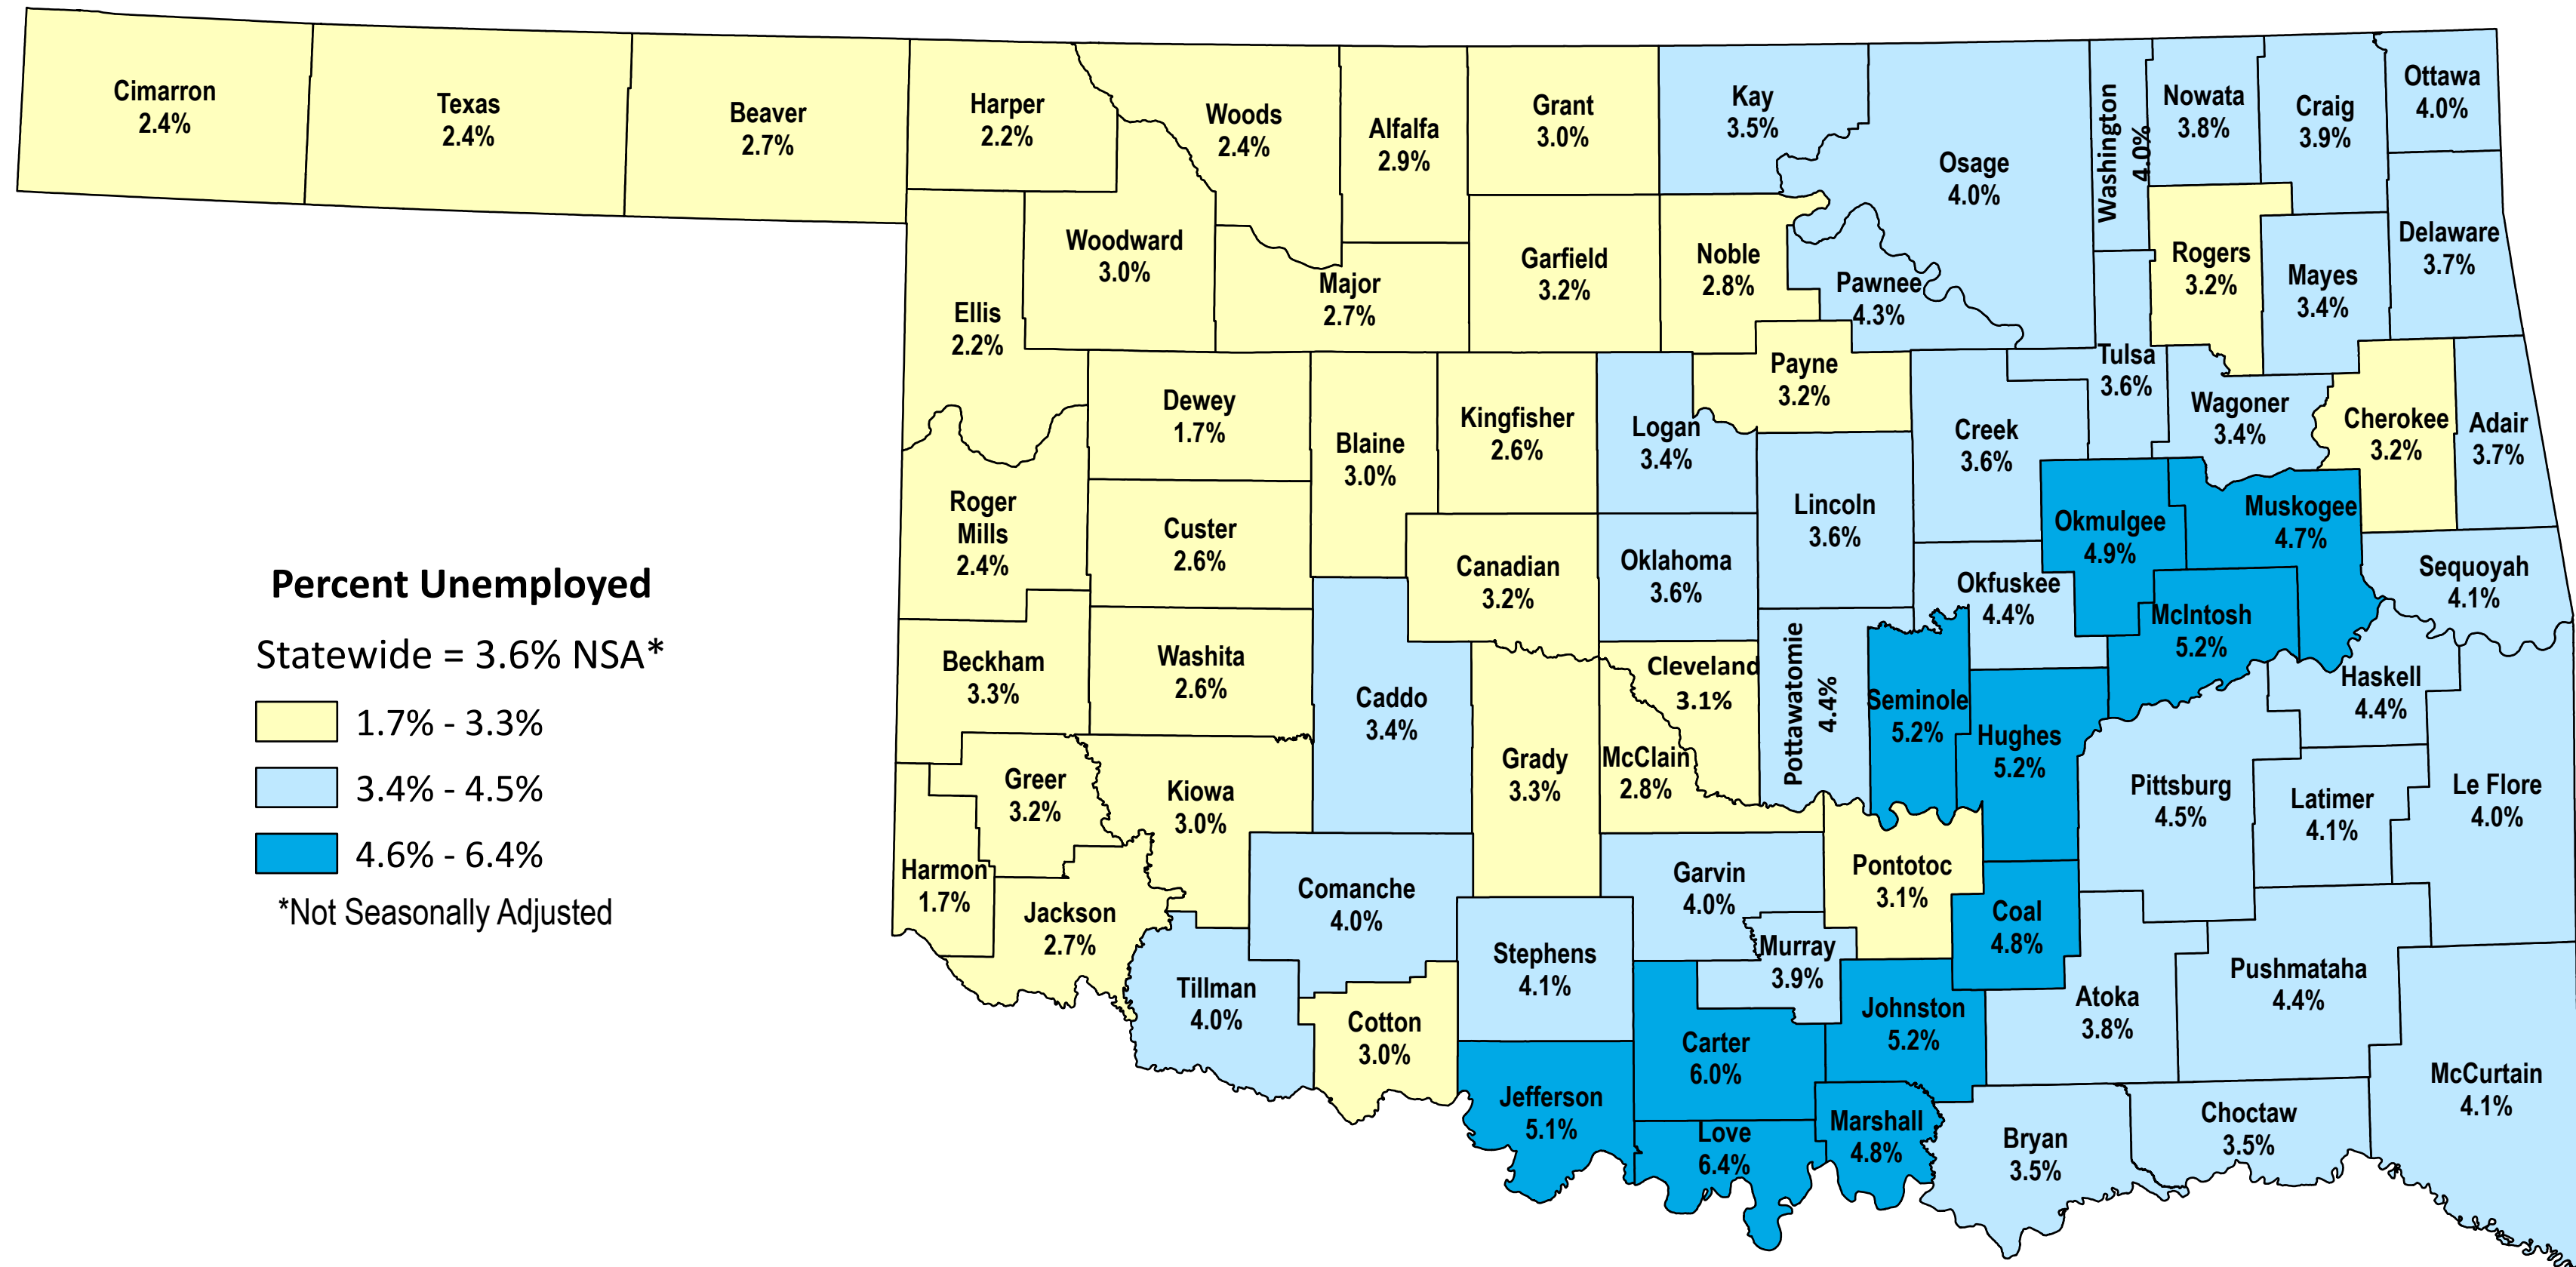 Cimarron
2.4%
Texas
2.4%
Beaver
2.7%
Harper
2.2%
Woods
2.4%
Alfalfa
2.9%
Grant
3.0%
Kay
3.5%
Osage
4.0%
Washington
4.0%
Nowata
3.8%
Craig
3.9%
Ottawa
4.0%
Woodward
3.0%
Ellis
2.2%
Major
2.7%
Garfield
3.2%
Noble
2.8%
Pawnee
4.3%
Rogers
3.2%
Mayes
3.4%
Delaware
3.7%
Dewey
1.7%
Blaine
3.0%
Kingfisher
2.6%
Logan
3.4%
Payne
3.2%
Creek
3.6%
Tulsa
3.6%
Wagoner
3.4%
Cherokee
3.2%
Adair
3.7%
Roger
Mills
2.4%
Custer
2.6%
Canadian
3.2%
Oklahoma
3.6%
Lincoln
3.6%
Okfuskee
4.4%
Okmulgee
4.9%
Muskogee
4.7%
McIntosh
5.2%
Sequoyah
4.1%
Percent Unemployed
Statewide = 3.6% NSA*
1.7% - 3.3%
3.4% - 4.5%
4.6% - 6.4%
*Not Seasonally Adjusted
Beckham
3.3%
Washita
2.6%
Caddo
3.4%
Grady
3.3%
McClain
2.8%
Cleveland
3.1%
Pottawatomie
4.4%
Seminole
5.2%
Hughes
5.2%
Pittsburg
4.5%
Haskell
4.4%
Latimer
4.1%
Le Flore
4.0%
Greer
3.2%
Kiowa
3.0%
Harmon
1.7%
Jackson
2.7%
Comanche
4.0%
Tillman
4.0%
Cotton
3.0%
Stephens
4.1%
Garvin
4.0%
Murray
3.9%
Pontotoc
3.1%
Coal
4.8%
Atoka
3.8%
Pushmataha
4.4%
Jefferson
5.1%
Carter
6.0%
Johnston
5.2%
Love
6.4%
Marshall
4.8%
Bryan
3.5%
Choctaw
3.5%
McCurtain
4.1%